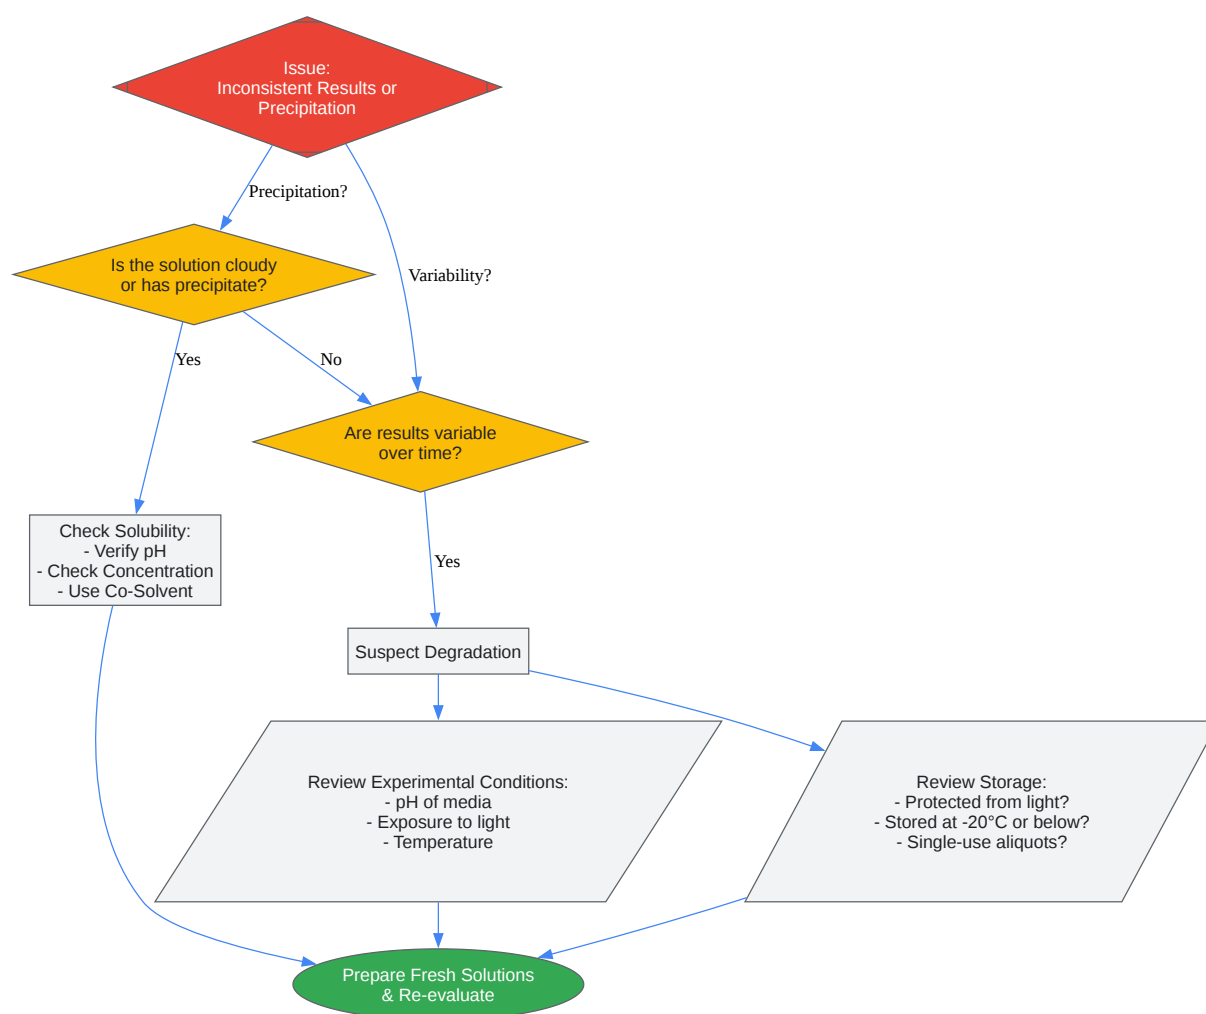 Issue:
Inconsistent Results or
Precipitation
Precipitation?
Is the solution cloudy
or has precipitate?
Variability?
Yes
No
Are results variable
over time?
Check Solubility:
- Verify pH
- Check Concentration
- Use Co-Solvent
Yes
Suspect Degradation
Review Experimental Conditions:
- pH of media
- Exposure to light
- Temperature
Review Storage:
- Protected from light?
- Stored at -20°C or below?
- Single-use aliquots?
Prepare Fresh Solutions
& Re-evaluate